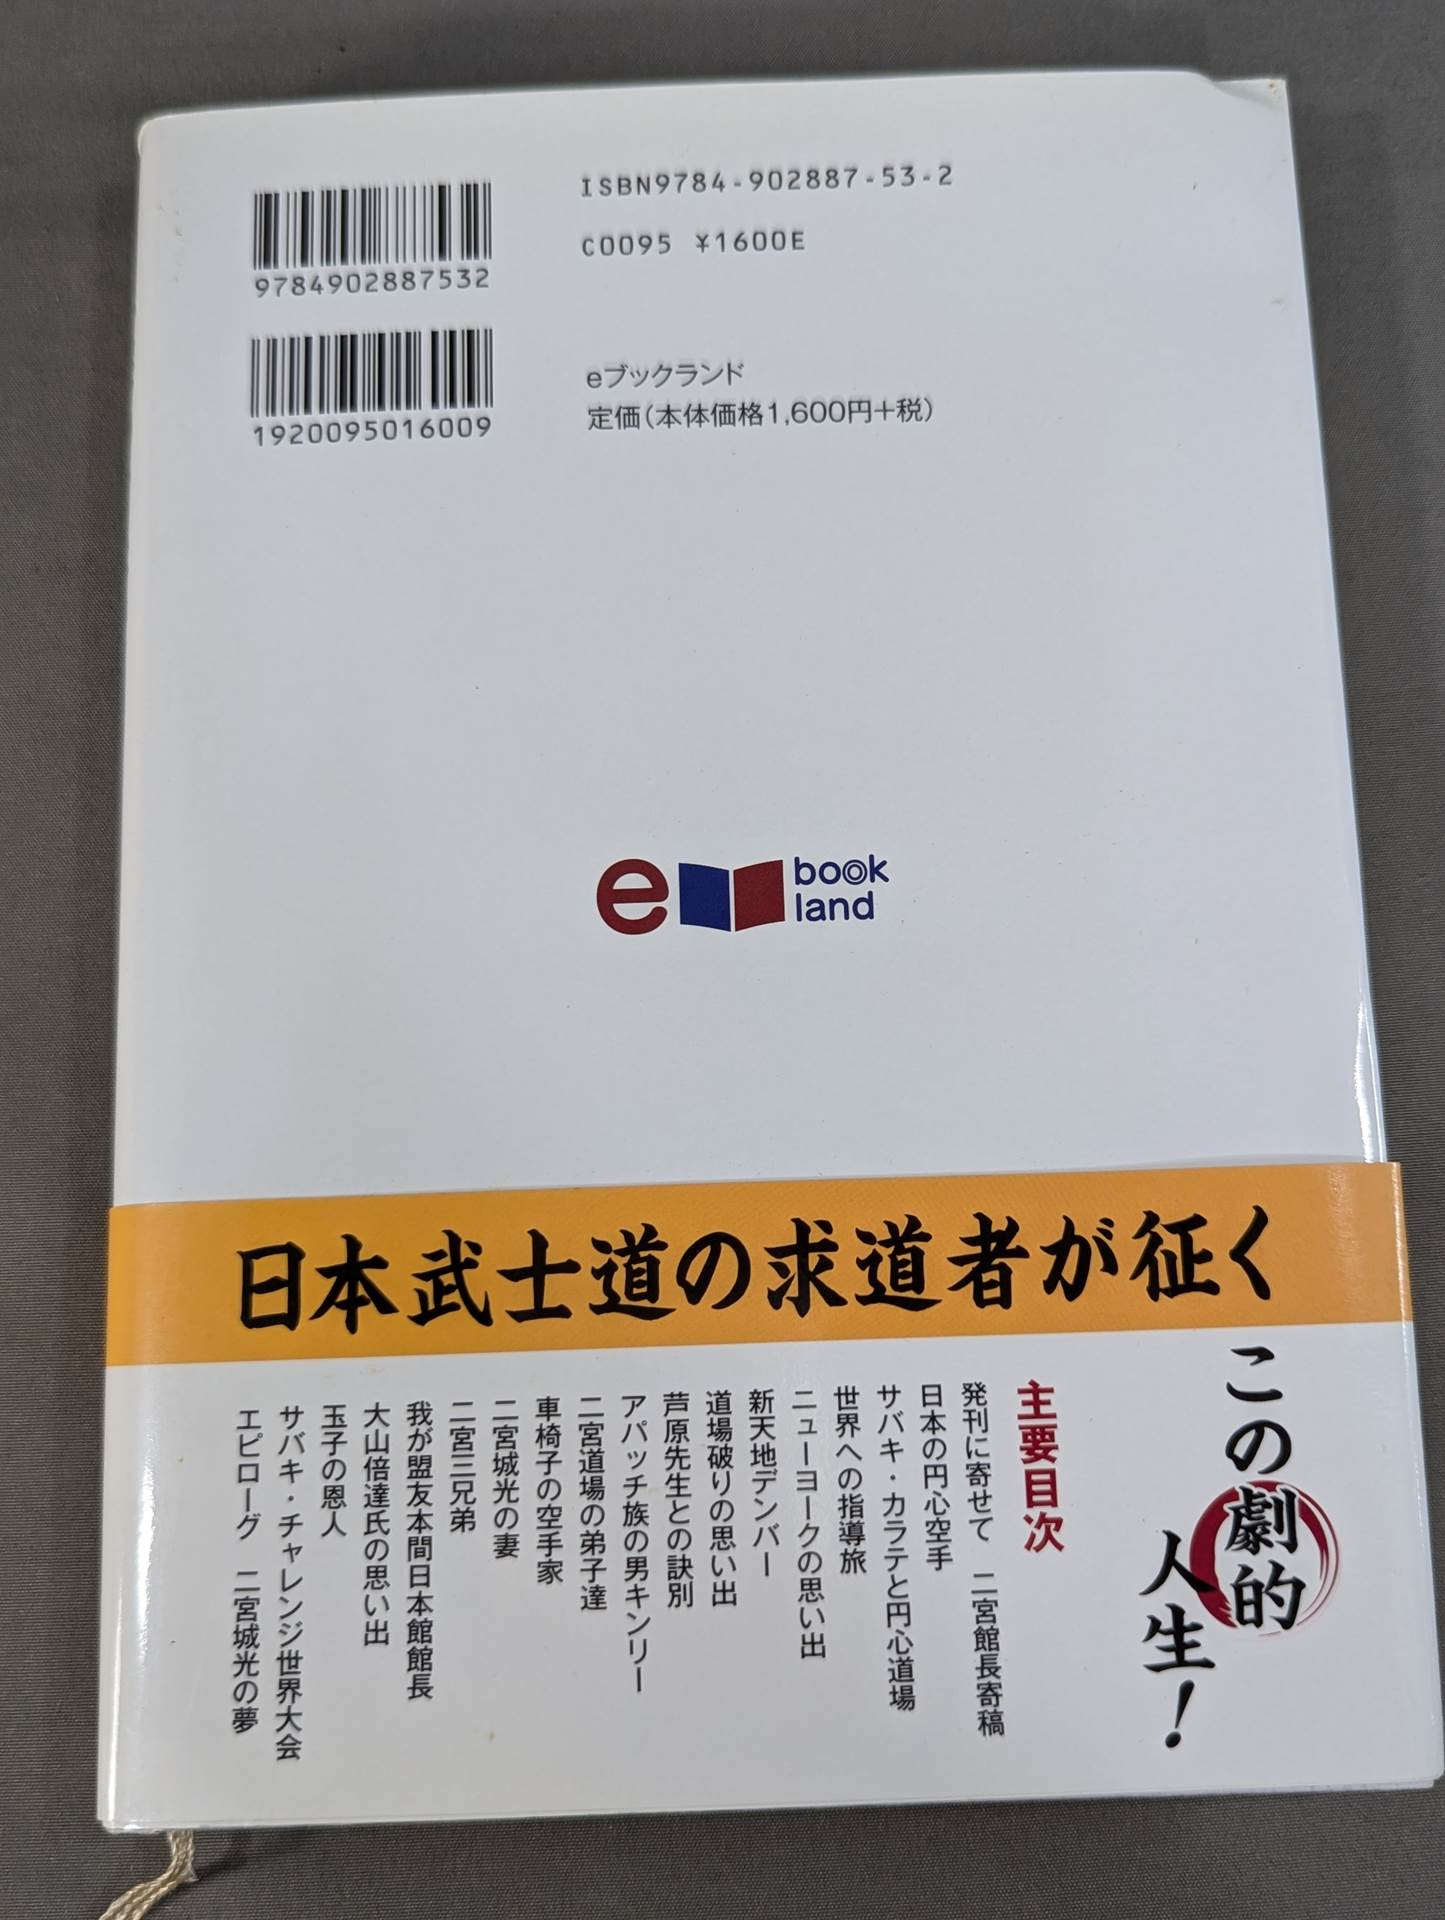 ISBN9784-902887-53-2
C0095 ¥1600E
9784902887532
1920095016009
eブックランド
定価(本体価格1,600円+税)
e book
land
日本武士道の求道者が征く
この劇的
人生!
主要目次
発刊に寄せて 二宮館長寄稿
日本の円心空手
サバキ・カラテと円心道場
世界への指導旅
ニューヨークの思い出
新天地デンバー
道場破りの思い出
芦原先生との訣別
アパッチ族の男キンリー
二宮道場の弟子達
車椅子の空手家
二宮城光の妻
二宮三兄弟
我が盟友本間日本館館長
大山倍達氏の思い出
玉子の恩人
サバキ・チャレンジ世界大会
エピローグ 二宮城光の夢